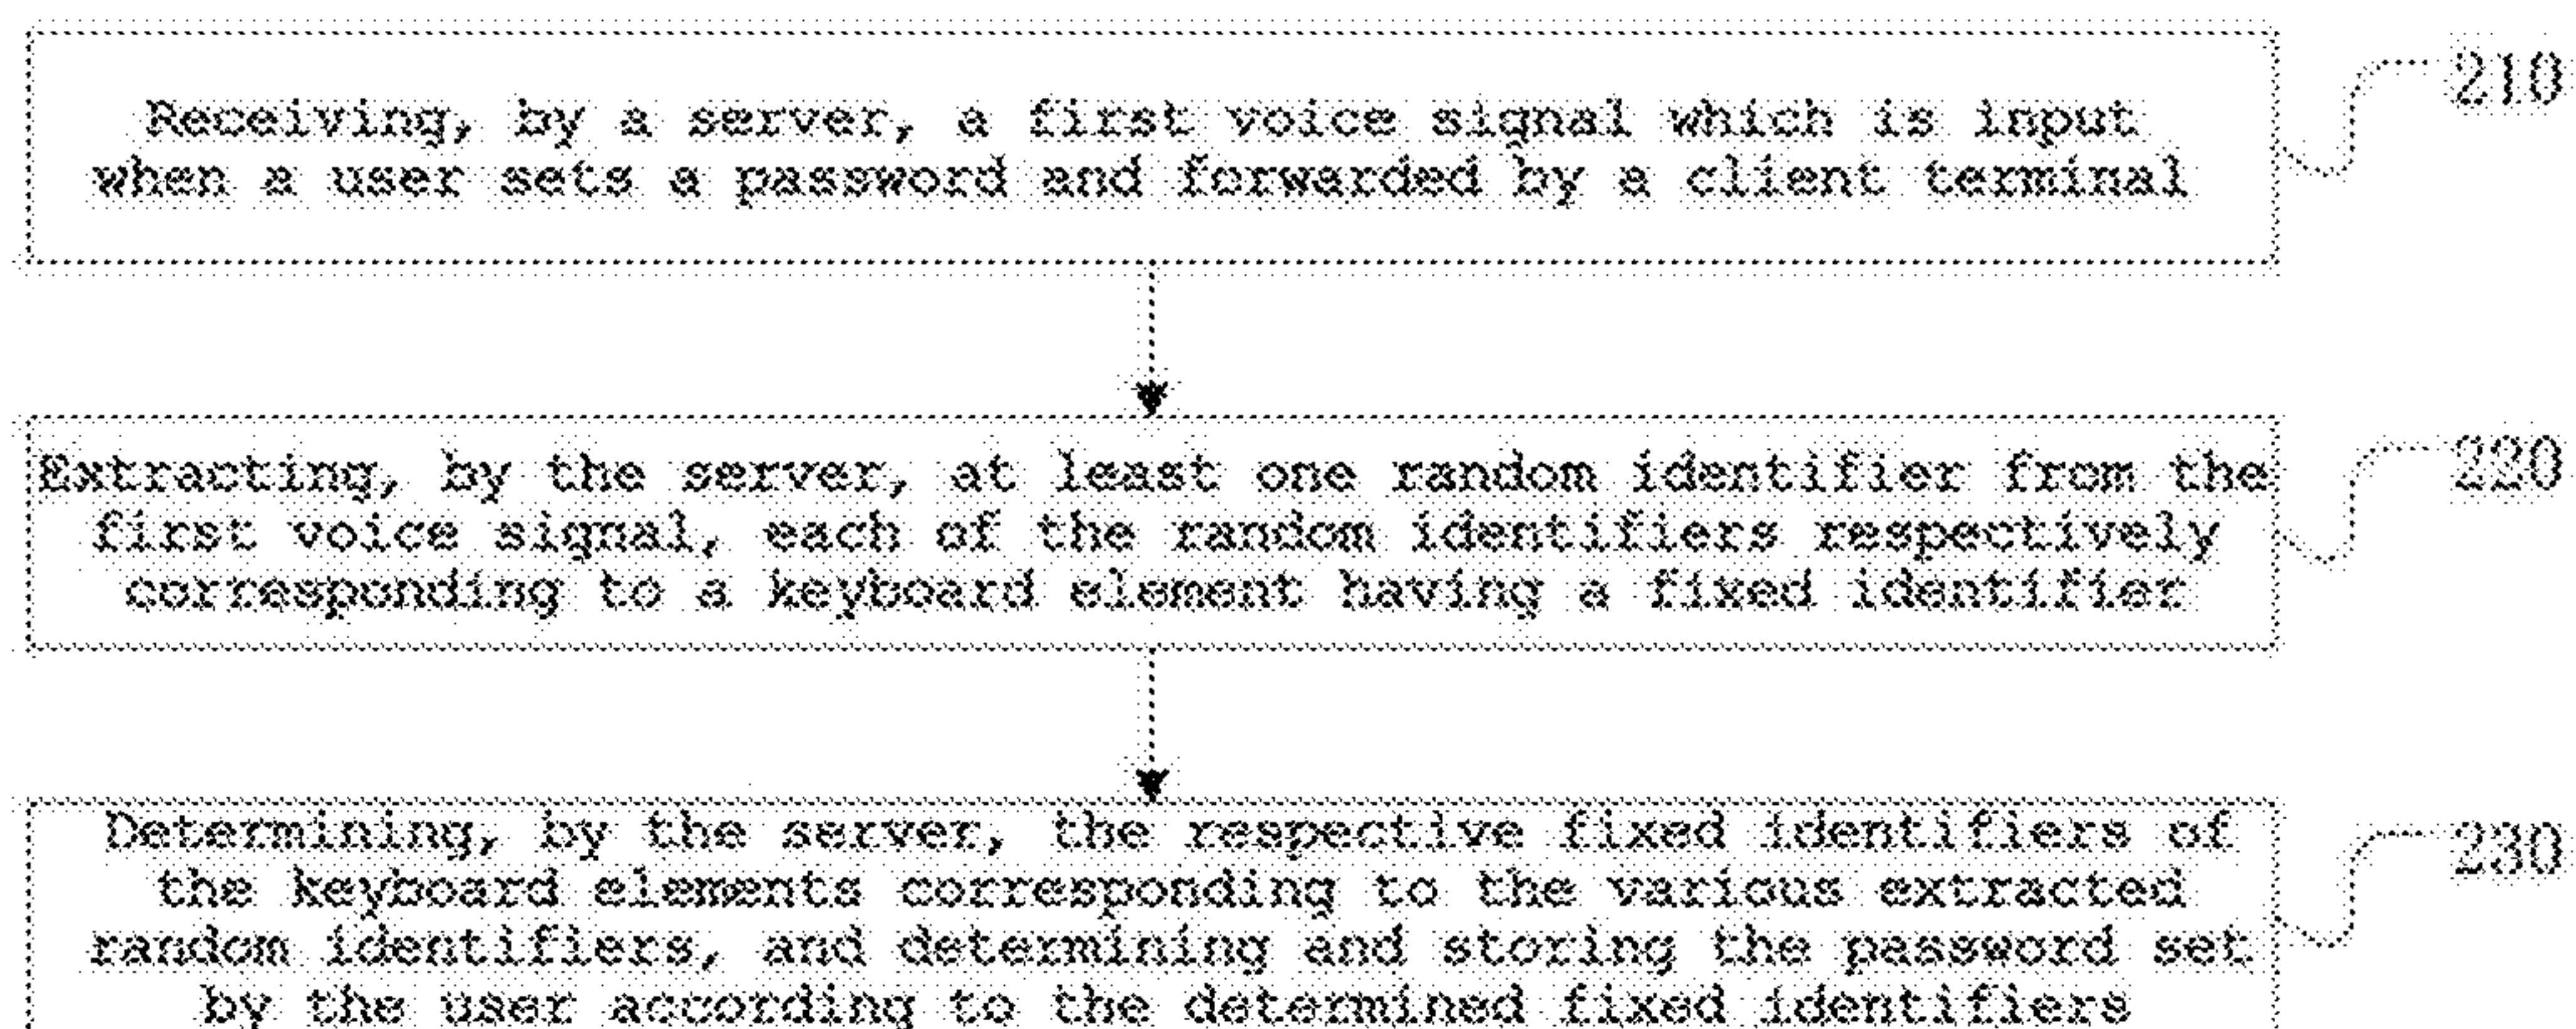 Receiving, by a server, a first voice signal which is input
when a user sets a password and forwarded by a client terminal
210
Extracting, by the server, at least one random identifier from the
first voice signal, each of the random identifiers respectively
corresponding to a keyboard element having a fixed identifier
220
Determining, by the server, the respective fixed identifiers of
the keyboard elements corresponding to the various extracted
random identifiers, and determining and storing the password set
by the user according to the determined fixed identifiers
230